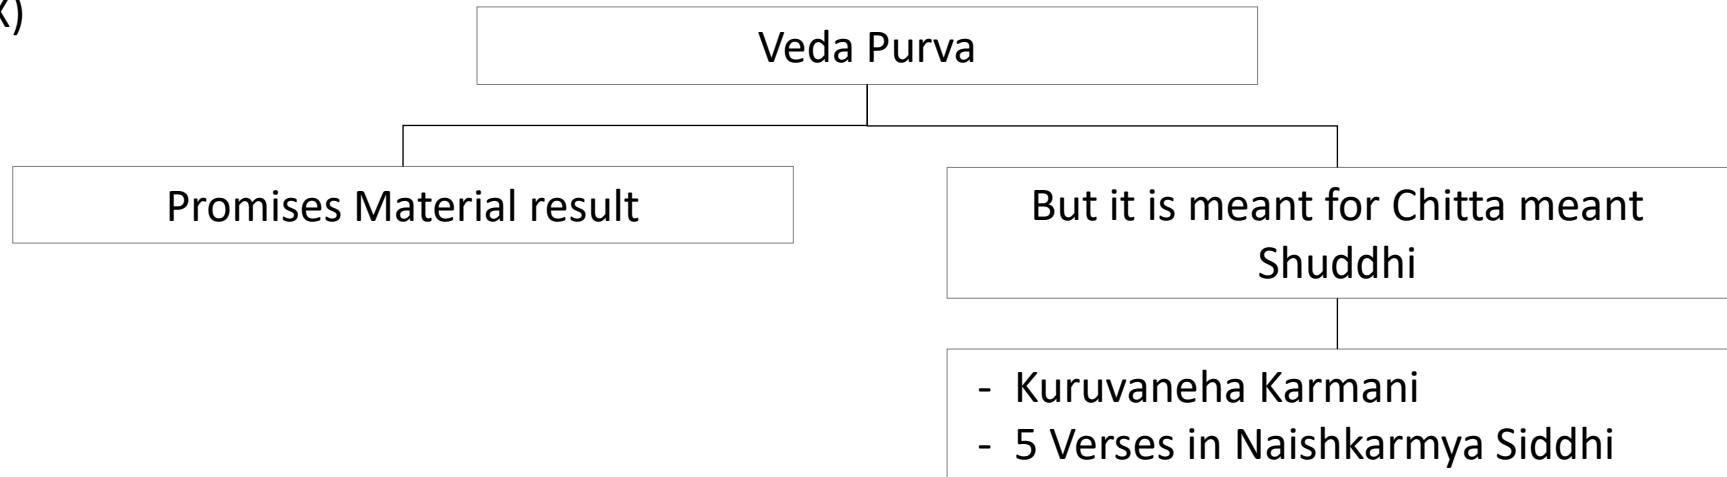 X)
Veda Purva
Promises Material result
But it is meant for Chitta meant
Shuddhi
- Kuruvaneha Karmani
- 5 Verses in Naishkarmya Siddhi